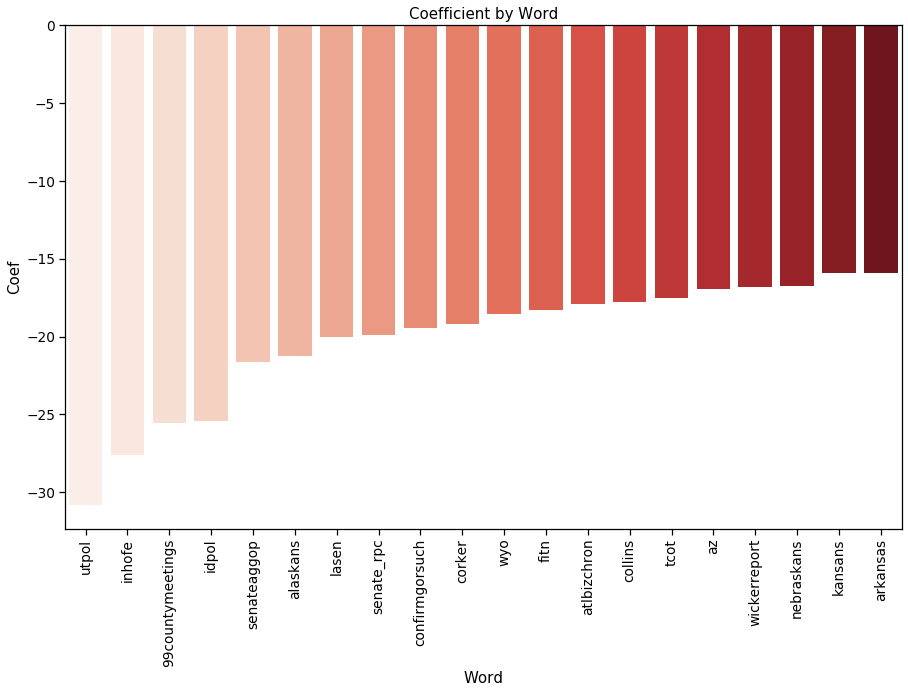 Coefficient by Word
Coef
0
−5
−10
−15
−20
−25
−30
utpol
inhofe
99countymeetings
idpol
senateaggop
alaskans
lasen
senate_rpc
confirmgorsuch
corker
wyo
fitn
atlbizchron
collins
tcot
az
wickerreport
nebraskans
kansans
arkansas
Word